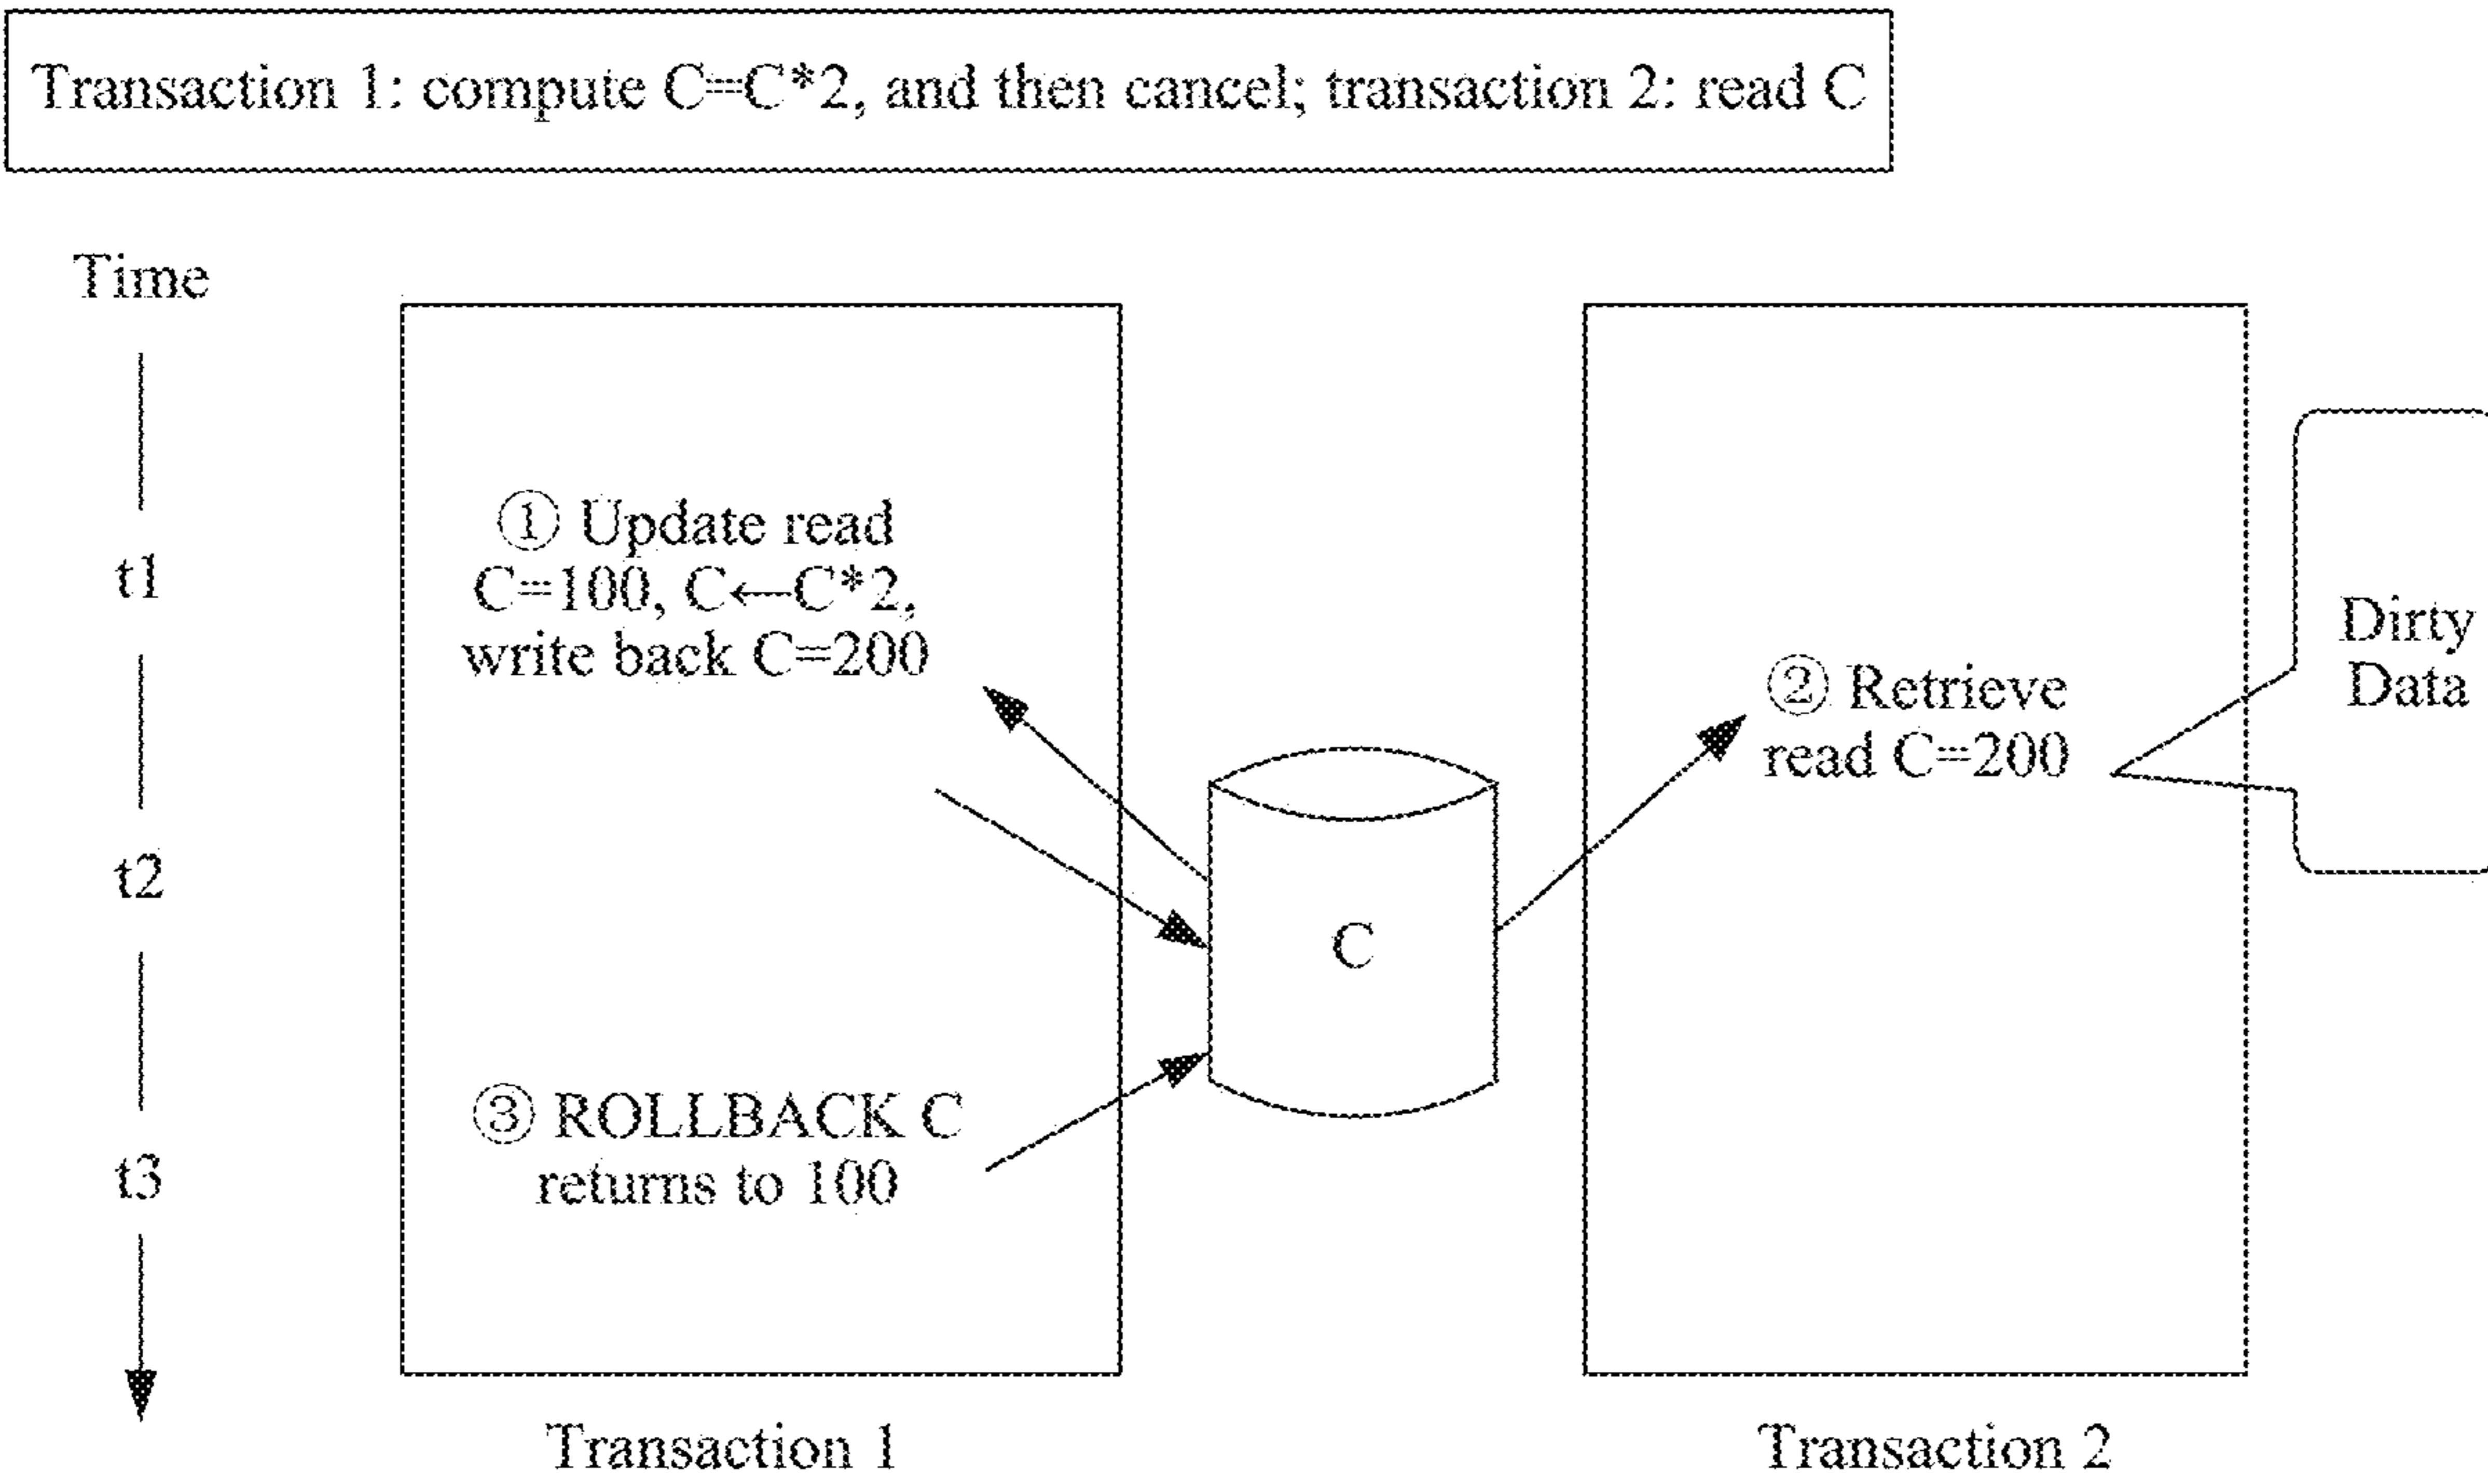 Transaction 1: compute C=C*2, and then cancel; transaction 2: read C
Time
t1
t2
t3
① Update read
C=100, C←C*2,
write back C=200
③ ROLLBACK C
returns to 100
Transaction 1
C
② Retrieve
read C=200
Transaction 2
Dirty
Data